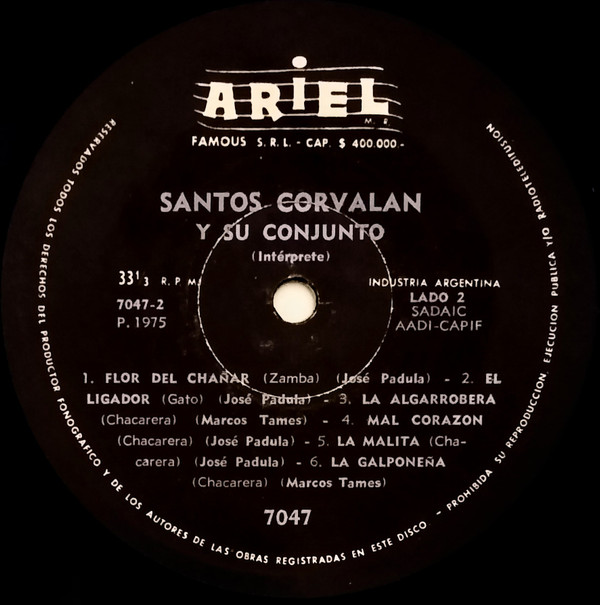 ARIEL
M. R.
FAMOUS S.R.L. - CAP. $ 400.000.-
SANTOS CORVALAN
Y SU CONJUNTO
(Intérprete)
33 1/3 R.P.M
7047-2
P. 1975
INDUSTRIA ARGENTINA
LADO 2
SADAIC
AADI-CAPIF
1. FLOR DEL CHAÑAR (Zamba) (José Padula) - 2. EL
LIGADOR (Gato) (José Padula) - 3. LA ALGARROBERA
(Chacarera) (Marcos Tames) - 4. MAL CORAZON
(Chacarera) (José Padula) - 5. LA MALITA (Cha-
carera) (José Padula) - 6. LA GALPONEÑA
(Chacarera) (Marcos Tames)
7047
RESERVADOS TODOS LOS DERECHOS DEL PRODUCTOR FONOGRAFICO Y DE LOS AUTORES DE LAS OBRAS REGISTRADAS EN ESTE DISCO - PROHIBIDA SU REPRODUCCION, EJECUCION PUBLICA Y/O RADIOTELEDIFUSION